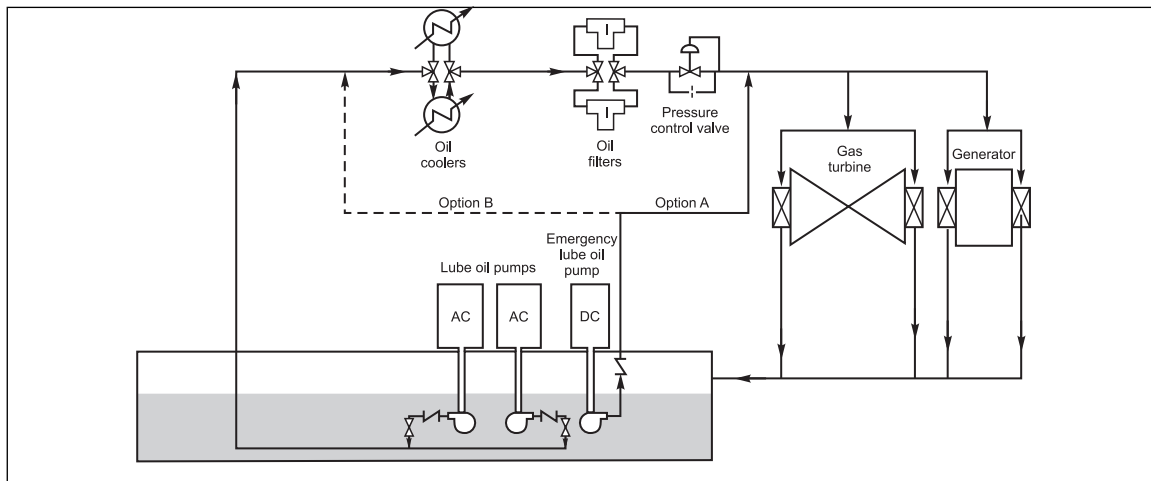 Oil
coolers
Oil
filters
Pressure
control valve
Gas
turbine
Generator
Option B
Option A
Emergency
lube oil
pump
Lube oil pumps
AC
AC
DC